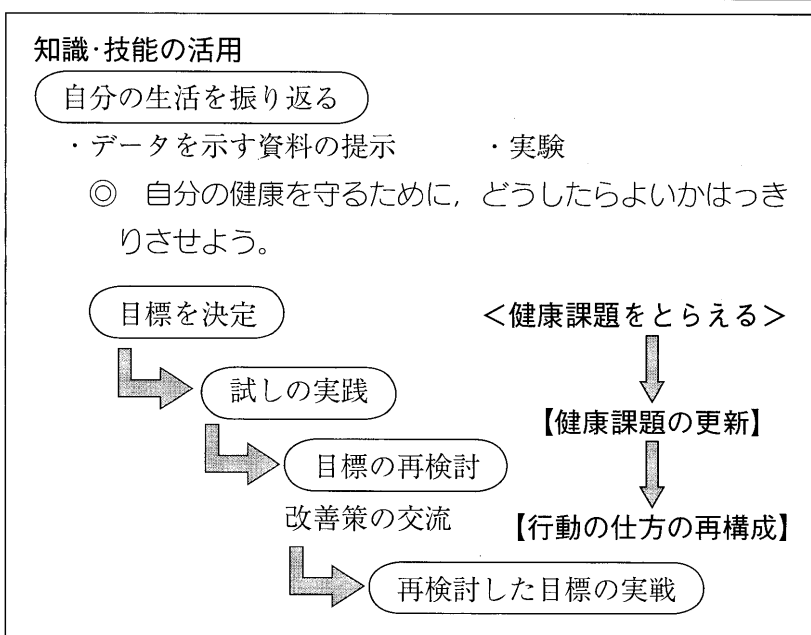 知識・技能の活用
自分の生活を振り返る
・データを示す資料の提示　・実験
◎　自分の健康を守るために，どうしたらよいかはっき
りさせよう。
目標を決定　＜健康課題をとらえる＞
試しの実践
【健康課題の更新】
目標の再検討
改善策の交流　【行動の仕方の再構成】
再検討した目標の実戦